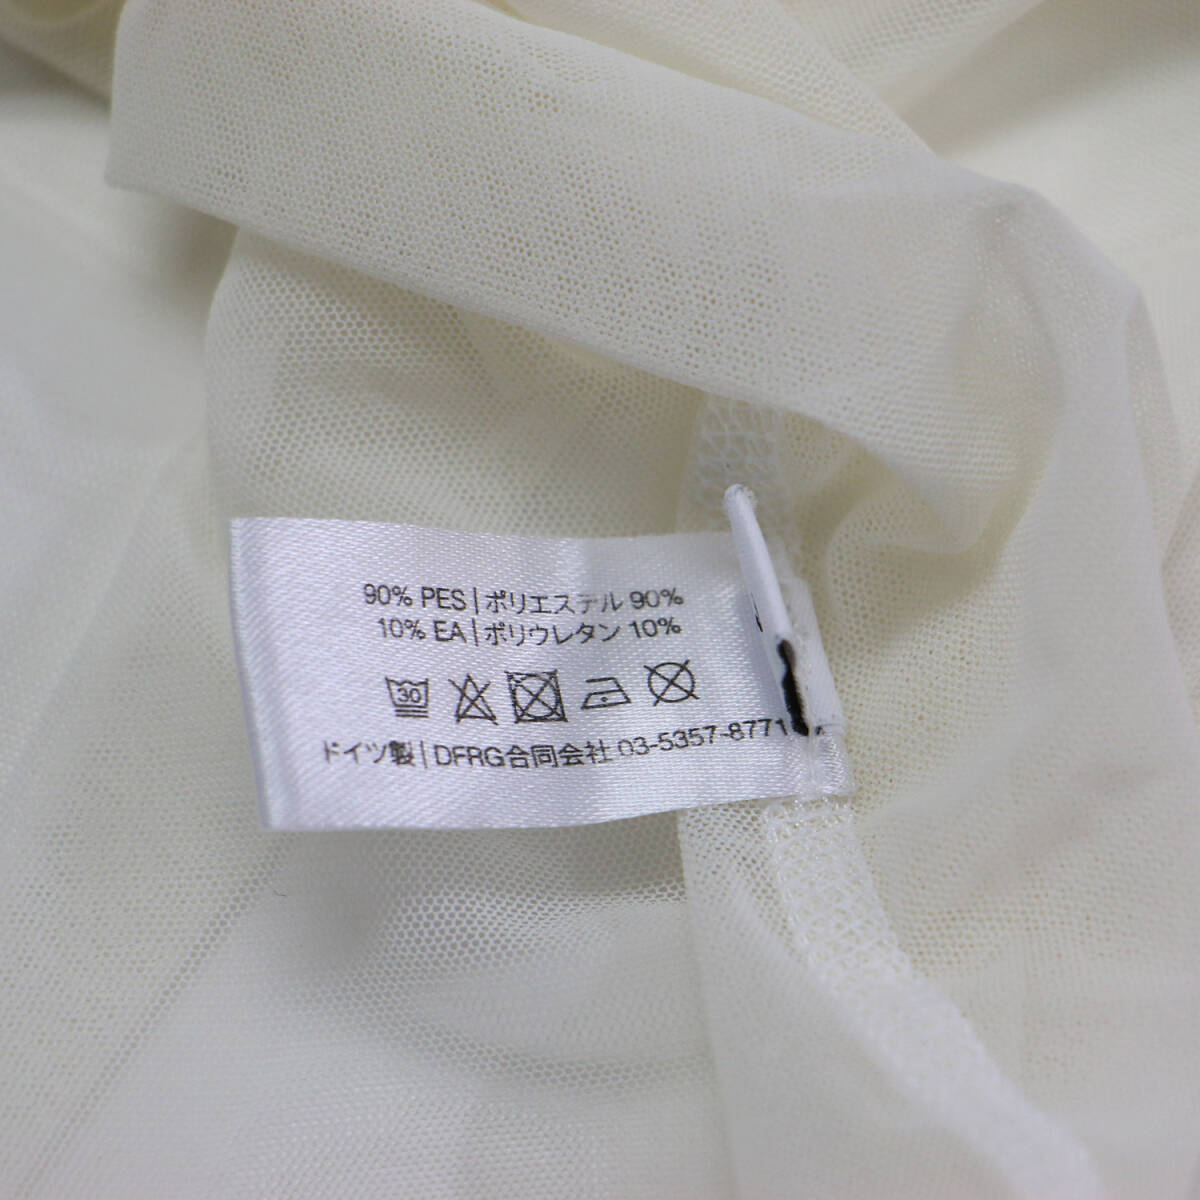 90% PES | ポリエステル 90%
10% EA | ポリウレタン 10%
30
ドイツ製 | DFRG合同会社 03-5357-8771